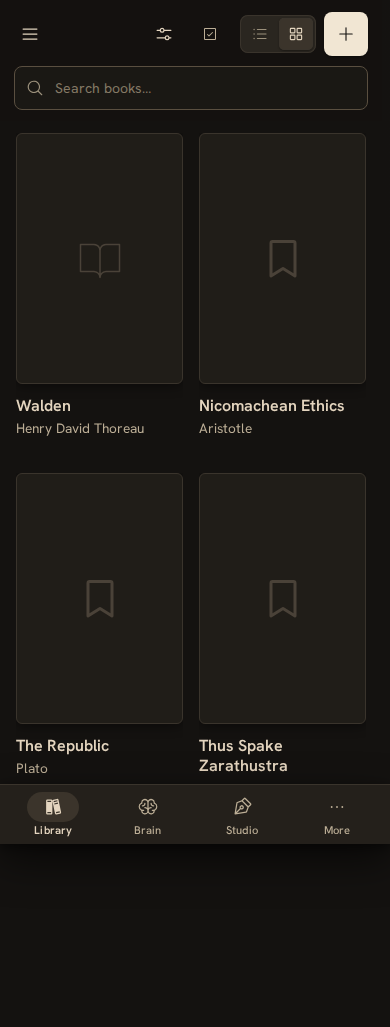 Search books...
Walden
Henry David Thoreau
Nicomachean Ethics
Aristotle
The Republic
Plato
Thus Spake
Zarathustra
Library
Brain
Studio
More